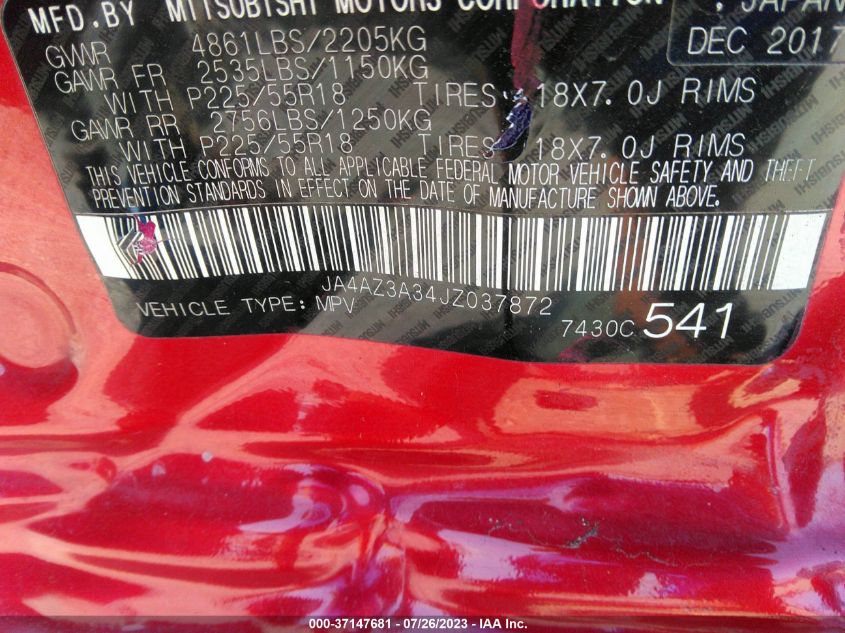 MFD. BY MITSUBISHI MOTORS CORPORATION , JAPAN
GVWR 4861LBS/2205KG DEC 2017
GAWR FR 2535LBS/1150KG
WITH P225/55R18 TIRES 18X7.0J RIMS
GAWR RR 2756LBS/1250KG
WITH P225/55R18 TIRES 18X7.0J RIMS
THIS VEHICLE CONFORMS TO ALL APPLICABLE FEDERAL MOTOR VEHICLE SAFETY AND THEFT
PREVENTION STANDARDS IN EFFECT ON THE DATE OF MANUFACTURE SHOWN ABOVE.
JA4AZ3A34JZ037872
VEHICLE TYPE: MPV
7430C 541
000-37147681 - 07/26/2023 - IAA Inc.